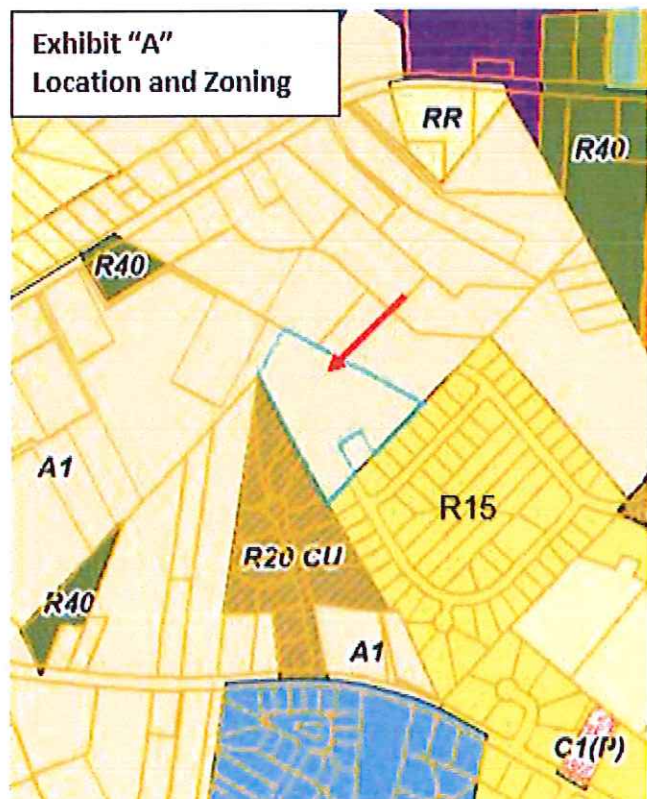 Exhibit “A”
Location and Zoning
RR
R40
R40
A1
R15
R20 CU
R40
A1
C1(P)